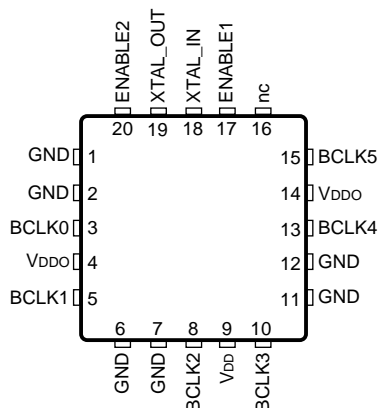 ENABLE2
XTAL_OUT
XTAL_IN
ENABLE1
nc
20 19 18 17 16
GND 1
GND 2
BCLK0 3
VDDO 4
BCLK1 5
15 BCLK5
14 VDDO
13 BCLK4
12 GND
11 GND
6 7 8 9 10
GND
GND
BCLK2
VDD
BCLK3